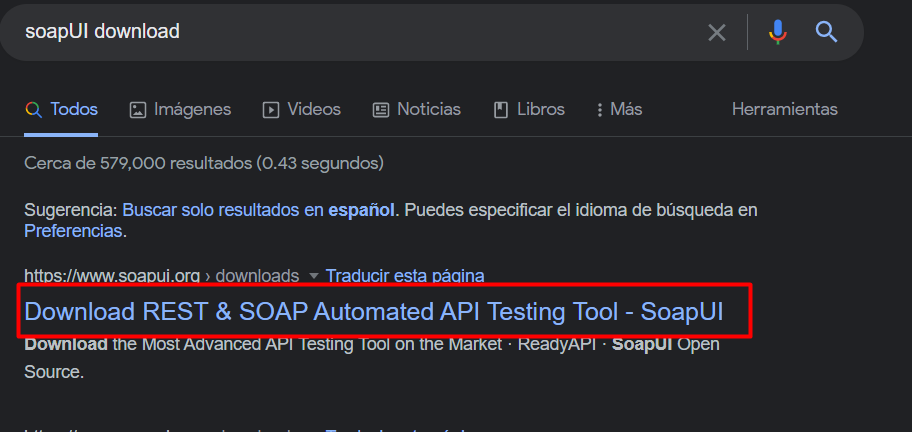 soapUI download
Todos Imágenes Videos Noticias Libros Más Herramientas
Cerca de 579,000 resultados (0.43 segundos)
Sugerencia: Buscar solo resultados en español. Puedes especificar el idioma de búsqueda en
Preferencias.
https://www.soapui.org › downloads Traducir esta página
Download REST & SOAP Automated API Testing Tool - SoapUI
Download the Most Advanced API Testing Tool on the Market · ReadyAPI · SoapUI Open
Source.